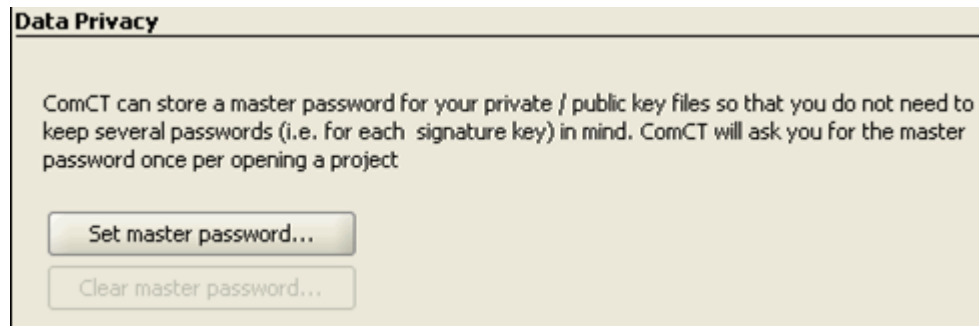 Data Privacy
ComCT can store a master password for your private / public key files so that you do not need to
keep several passwords (i.e. for each signature key) in mind. ComCT will ask you for the master
password once per opening a project
Set master password...
Clear master password...